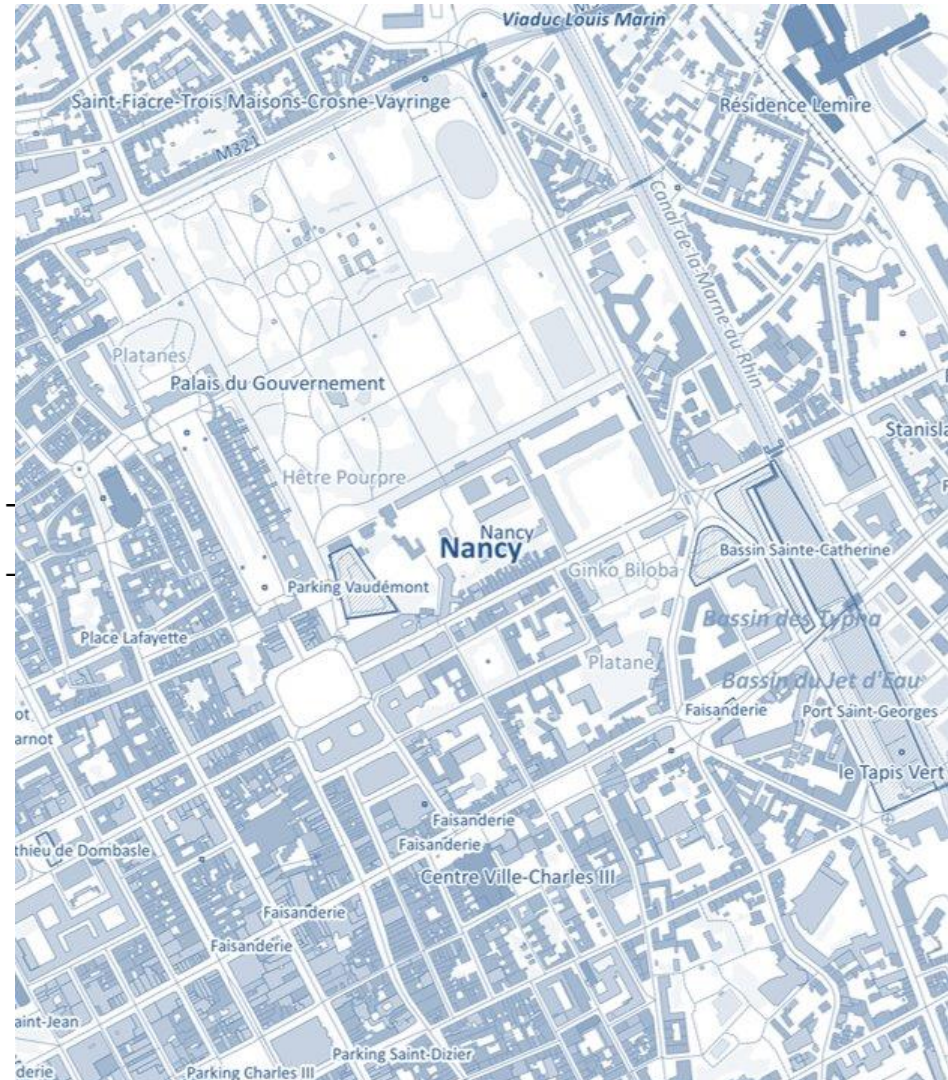 Viaduc Louis Marin
Saint-Fiacre-Trois Maisons-Crosne-Vayringe
Résidence Lemire
M321
Canal de la Marne au Rhin
Platanes
Palais du Gouvernement
Stanisla
Hêtre Pourpre
Nancy
Nancy
Bassin Sainte-Catherine
Ginko Biloba
Parking Vaudémont
Bassin des Typha
Place Lafayette
Platane
Bassin du Jet d'Eau
Faisanderie
Port Saint-Georges
ot
arnot
le Tapis Vert
Faisanderie
Faisanderie
thieu de Dombasle
Centre Ville-Charles III
Faisanderie
Faisanderie
aint-Jean
Parking Saint-Dizier
derie
Parking Charles III